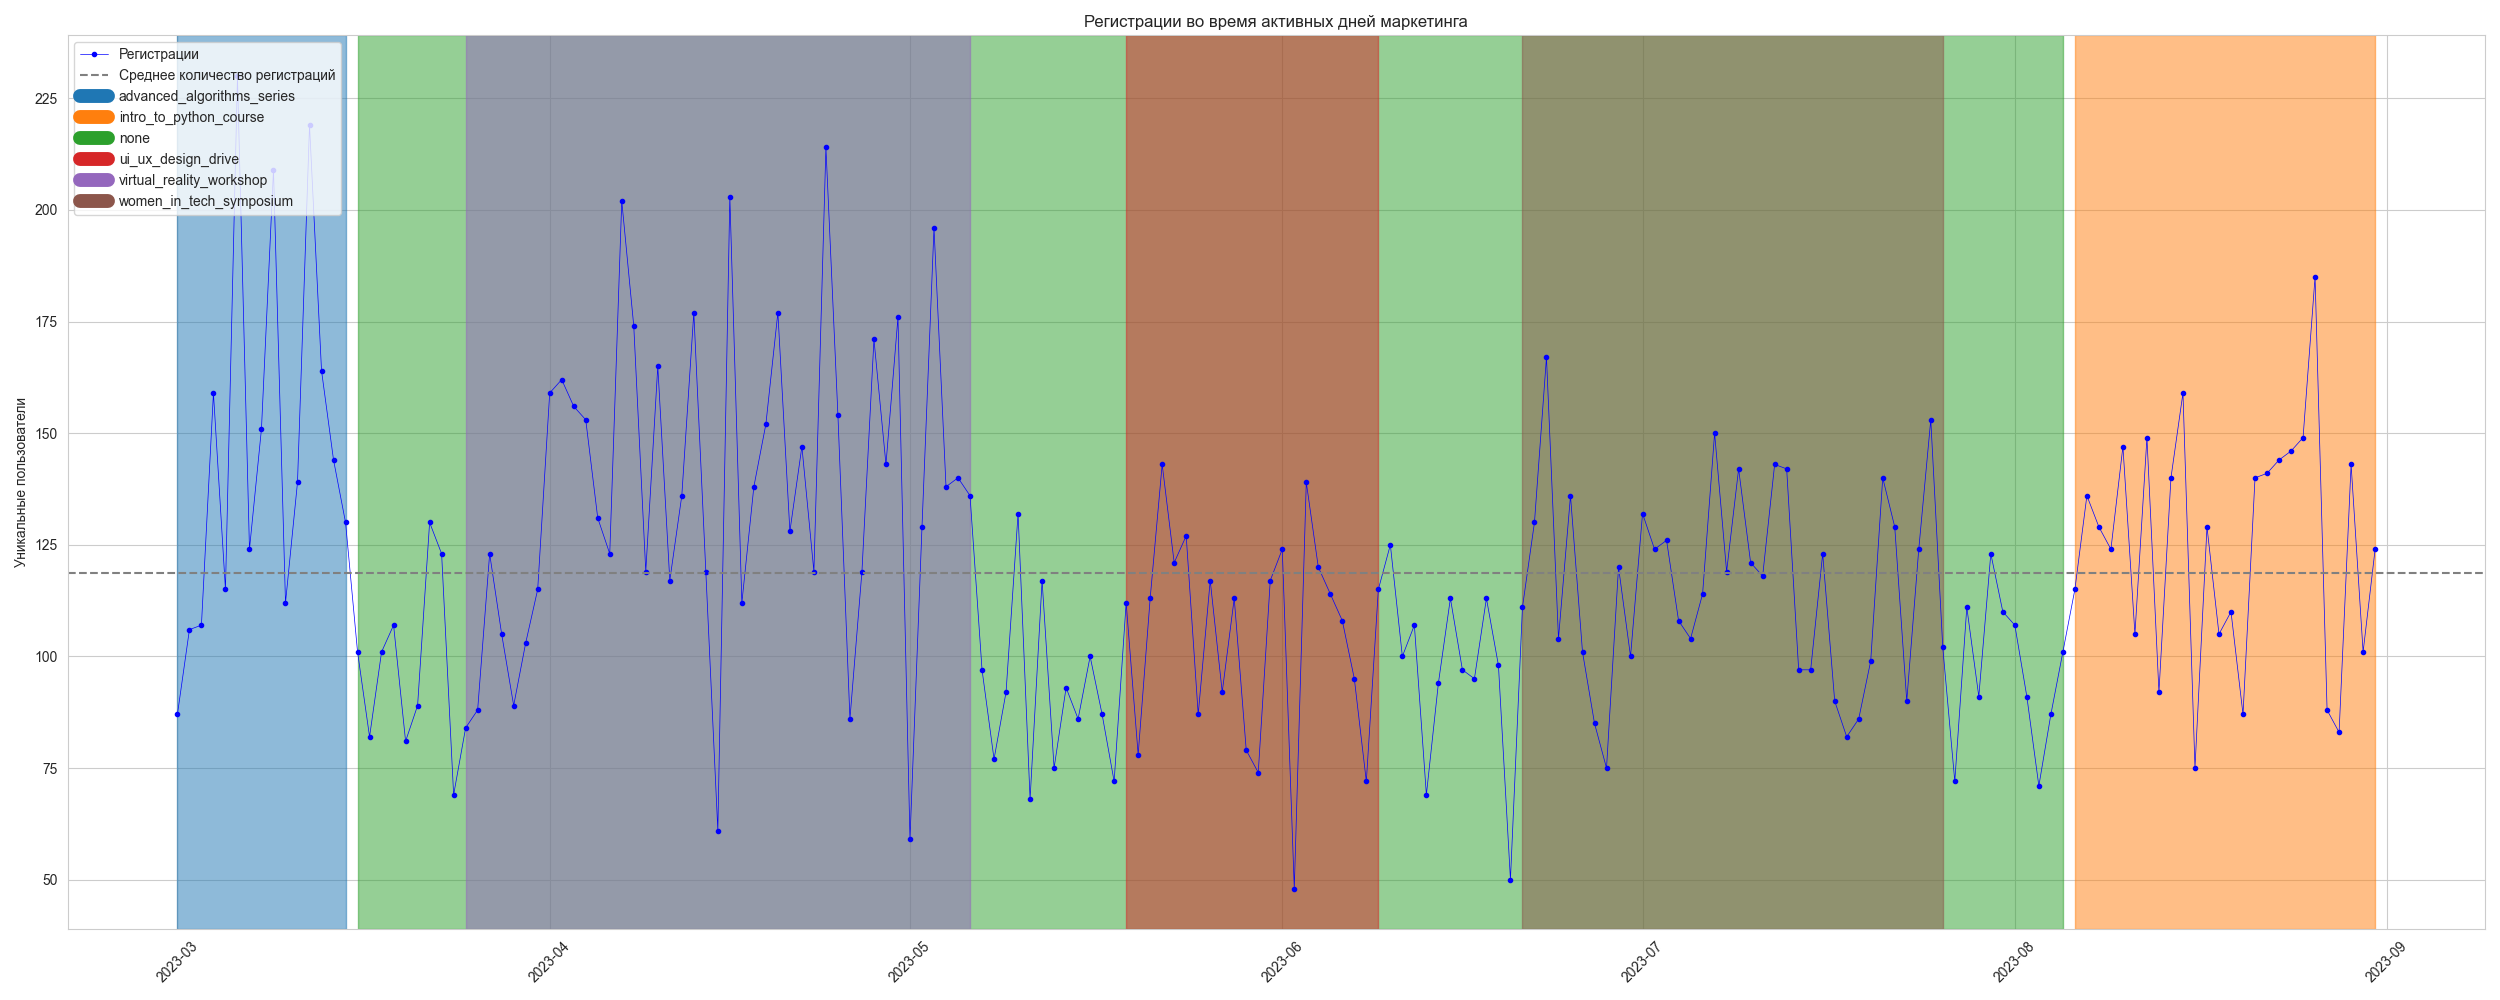 Регистрации во время активных дней маркетинга
Регистрации
Среднее количество регистраций
advanced_algorithms_series
intro_to_python_course
none
ui_ux_design_drive
virtual_reality_workshop
women_in_tech_symposium
Уникальные пользователи
225
200
175
150
125
100
75
50
2023-03
2023-04
2023-05
2023-06
2023-07
2023-08
2023-09